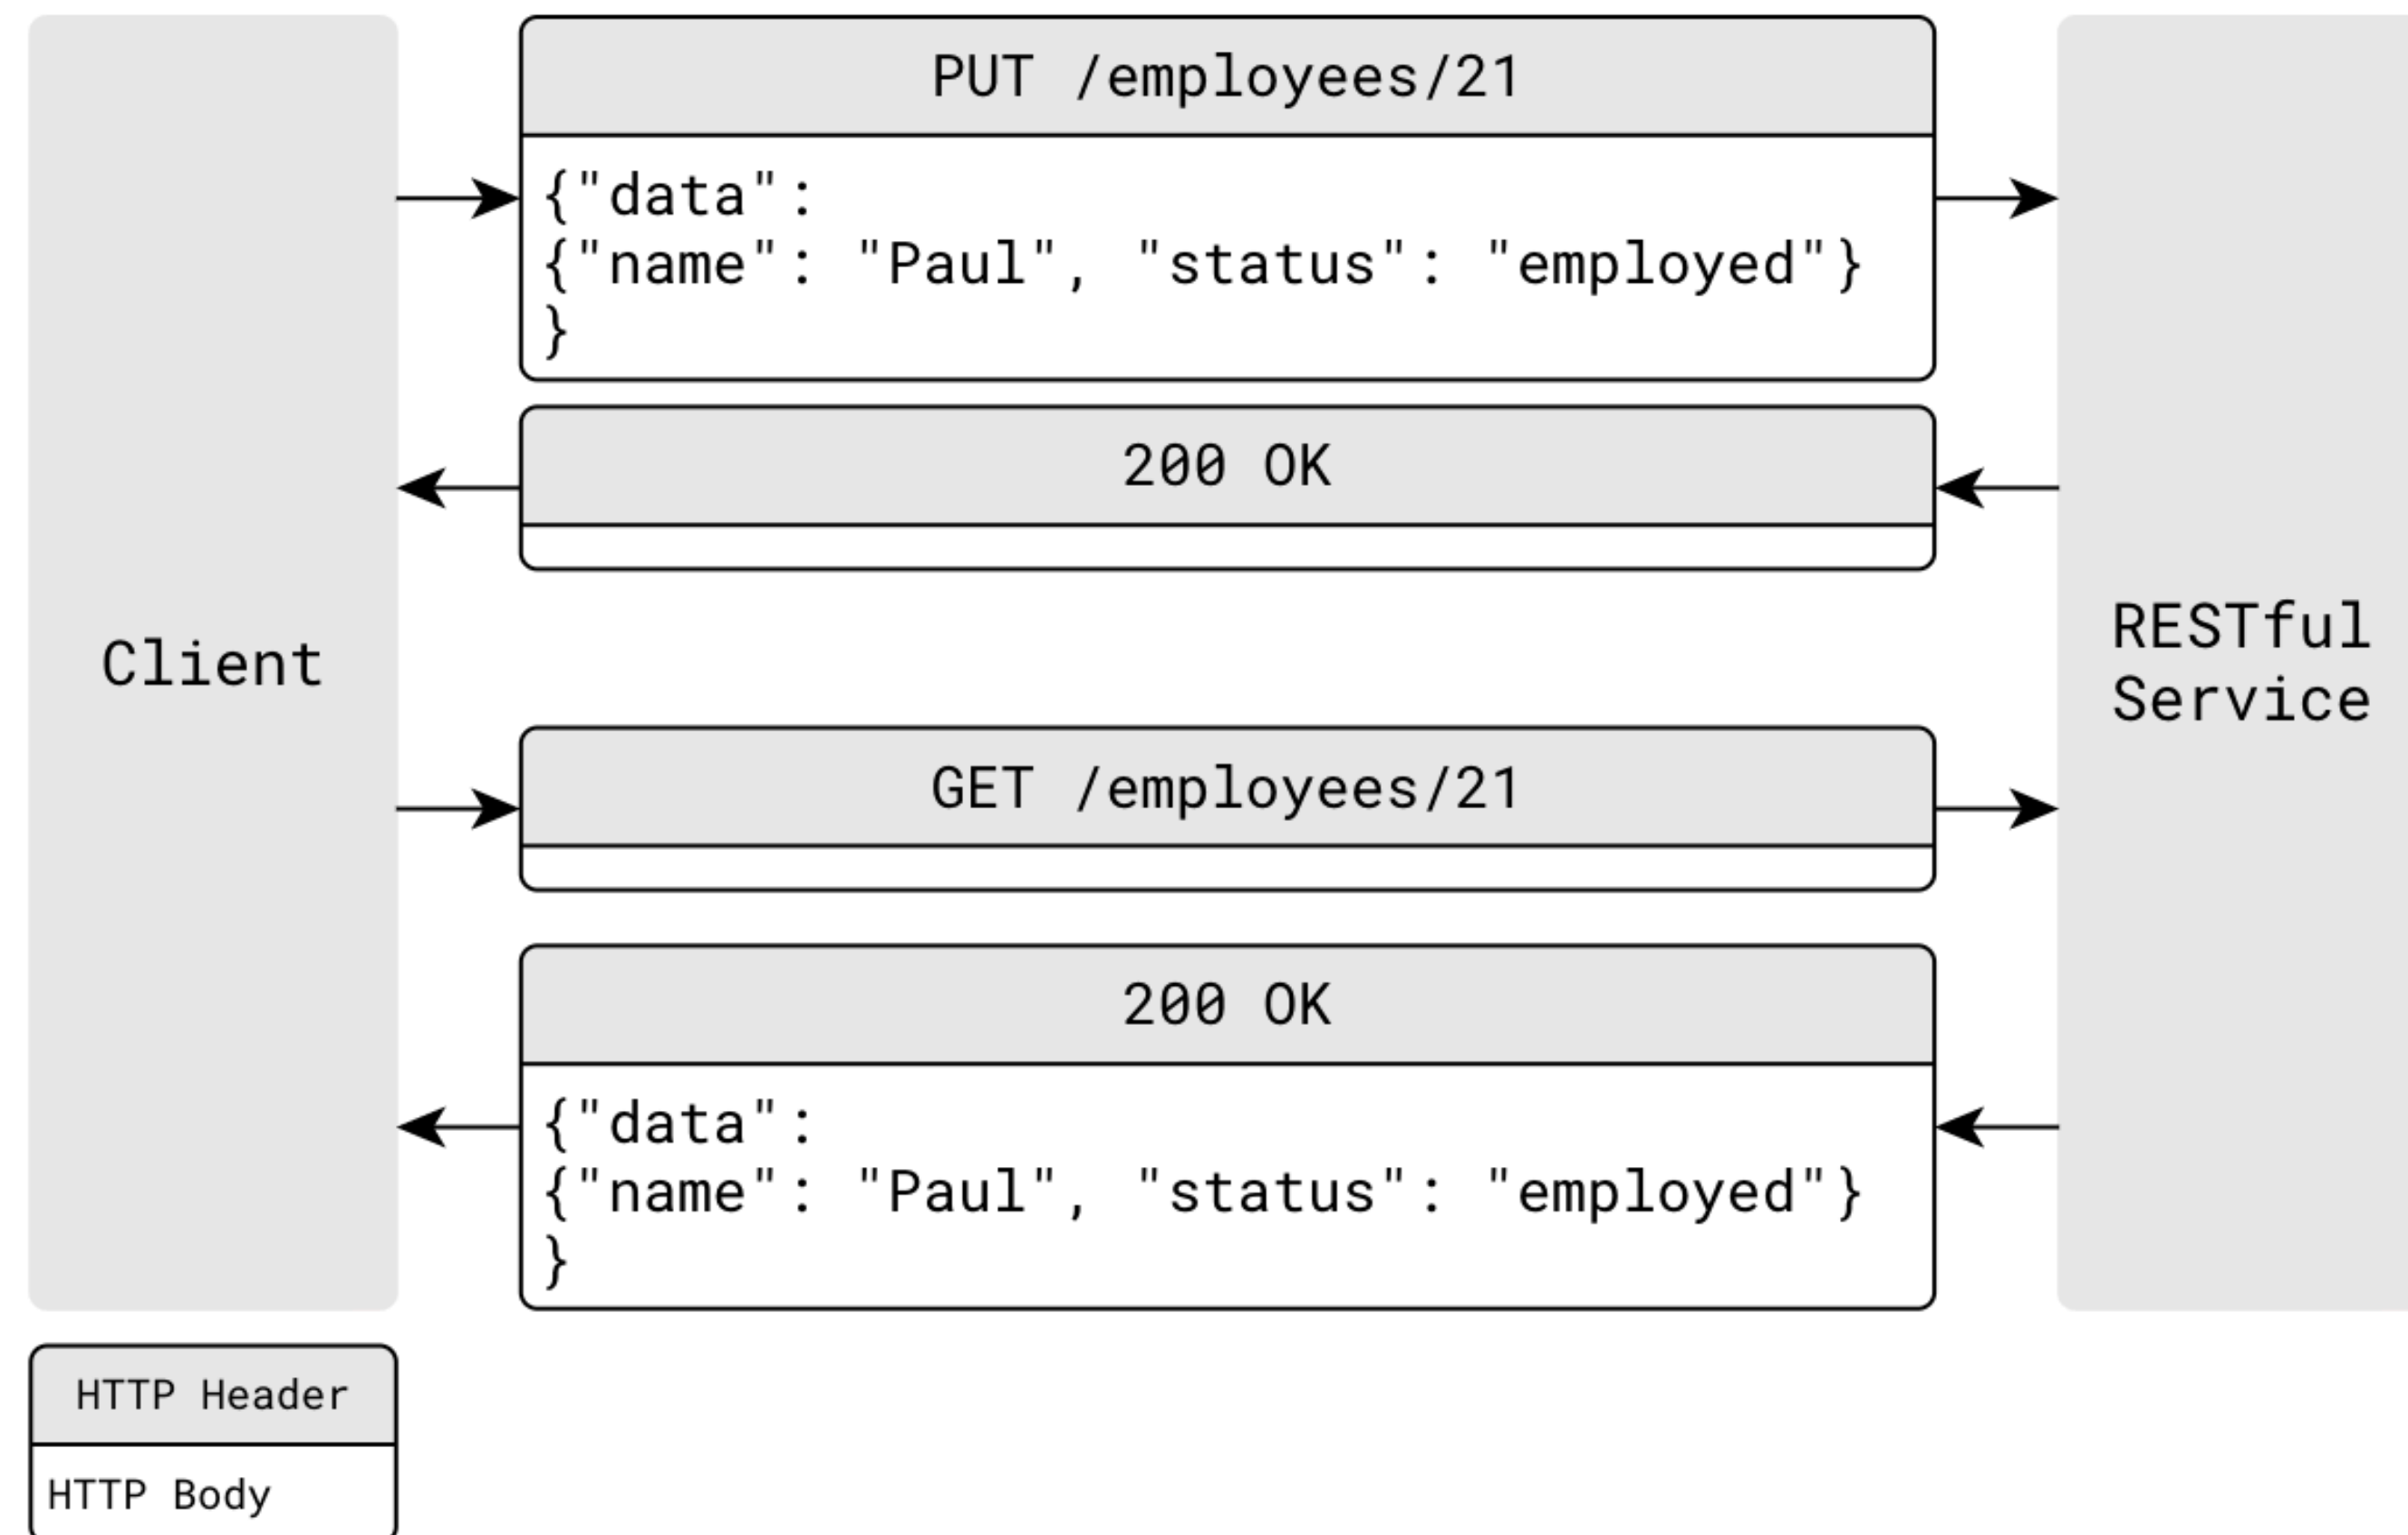 PUT /employees/21
{"data":
{"name": "Paul", "status": "employed"}
}
200 OK
Client
RESTful
Service
GET /employees/21
200 OK
{"data":
{"name": "Paul", "status": "employed"}
}
HTTP Header
HTTP Body